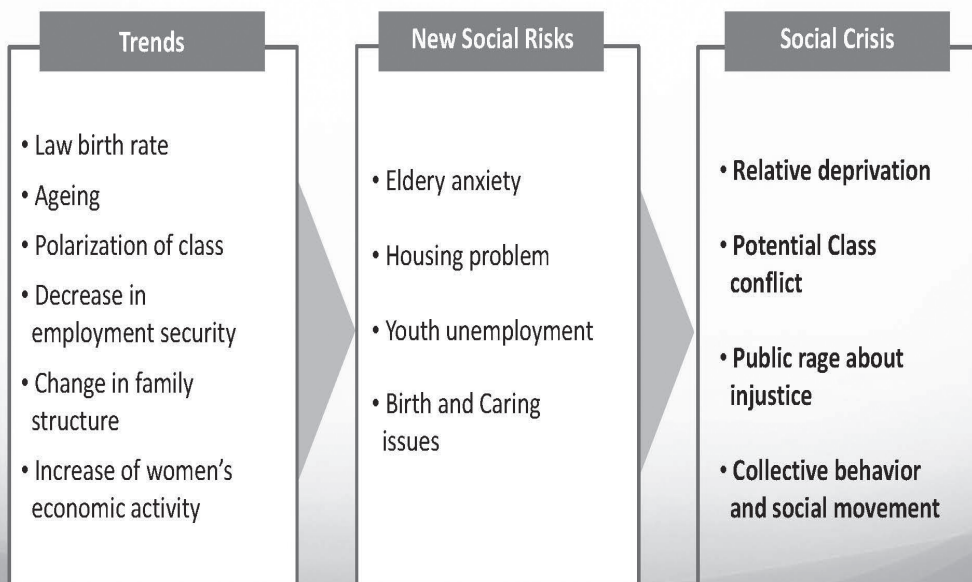 Trends
• Law birth rate
• Ageing
• Polarization of class
• Decrease in
employment security
• Change in family
structure
• Increase of women's
economic activity
New Social Risks
• Eldery anxiety
• Housing problem
• Youth unemployment
• Birth and Caring
issues
Social Crisis
• Relative deprivation
• Potential Class
conflict
• Public rage about
injustice
• Collective behavior
and social movement